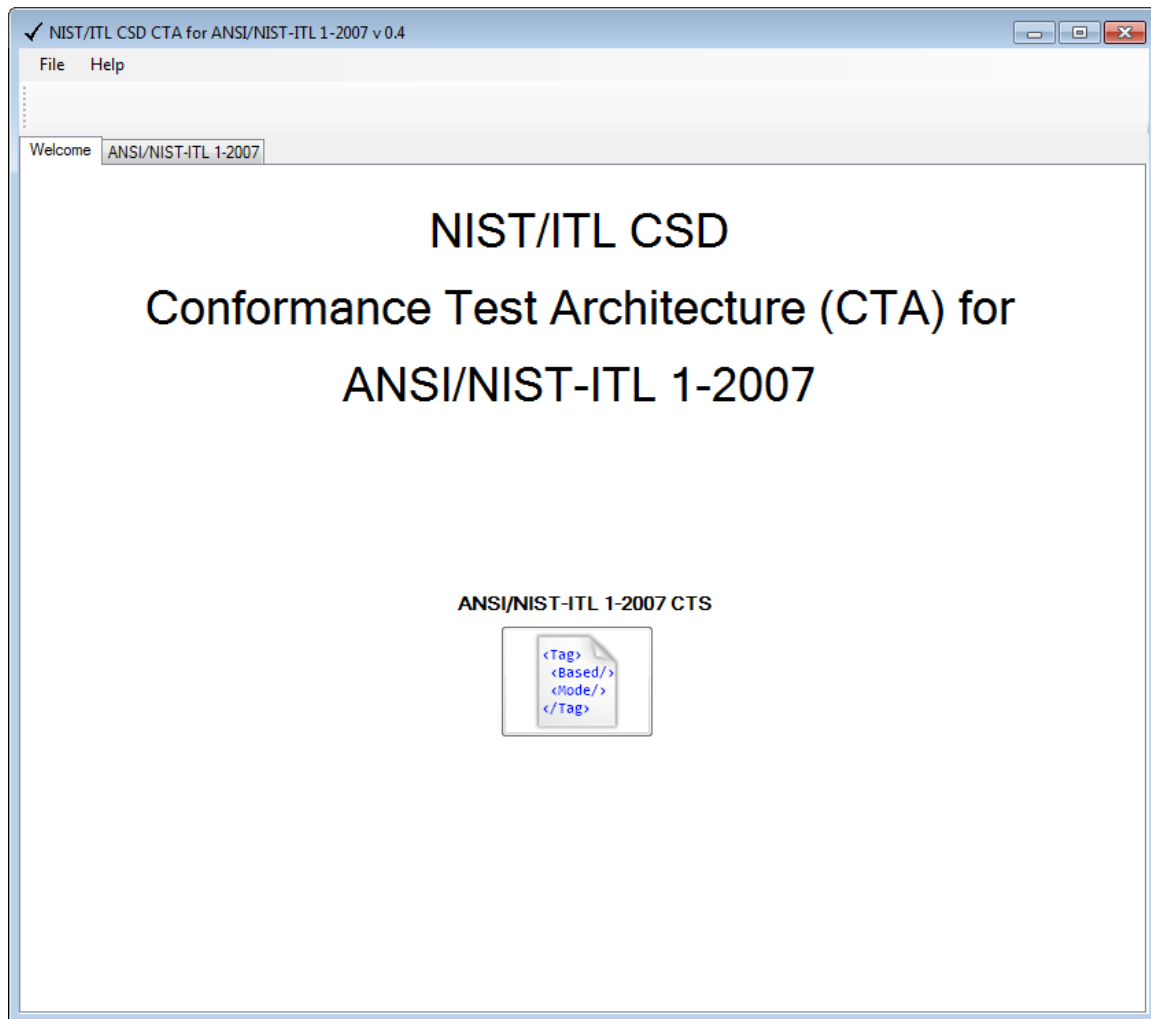 NIST/ITL CSD CTA for ANSI/NIST-ITL 1-2007 v 0.4
File Help
Welcome ANSI/NIST-ITL 1-2007
NIST/ITL CSD
Conformance Test Architecture (CTA) for
ANSI/NIST-ITL 1-2007
ANSI/NIST-ITL 1-2007 CTS
<Tag>
<Based/>
<Mode/>
</Tag>